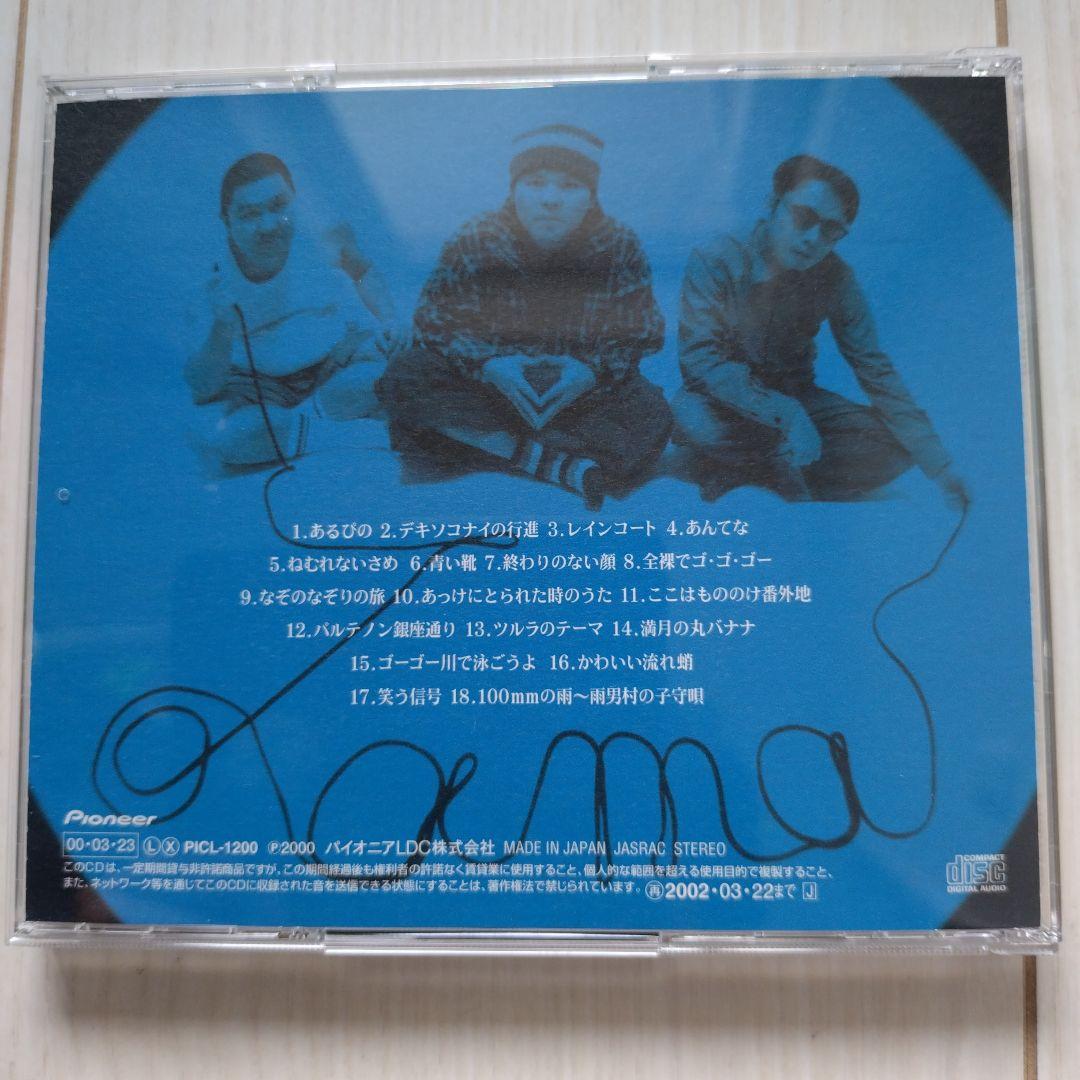 1.あるぴの 2.デキソコナイの行進 3.レインコート 4.あんてな
5.ねむれないさめ 6.青い靴 7.終わりのない顔 8.全裸でゴ・ゴ・ゴー
9.なぞのなぞりの旅 10.あっけにとられた時のうた 11.ここはもののけ番外地
12.パルテノン銀座通り 13.ツルラのテーマ 14.満月の丸バナナ
15.ゴーゴー川で泳ごうよ 16.かわいい流れ蛸
17.笑う信号 18.100mmの雨〜雨男村の子守唄
Tama
Pioneer
00・03・23 Ⓛ Ⓧ PICL-1200 ℗2000 パイオニアLDC株式会社 MADE IN JAPAN JASRAC STEREO
このCDは、一定期間貸与非許諾商品ですが、この期間経過後も権利者の許諾なく賃貸業に使用すること、個人的な範囲を超える使用目的で複製すること、
また、ネットワーク等を通じてこのCDに収録された音を送信できる状態にすることは、著作権法で禁じられています。 ㊢2002・03・22まで J
COMPACT
disc
DIGITAL AUDIO